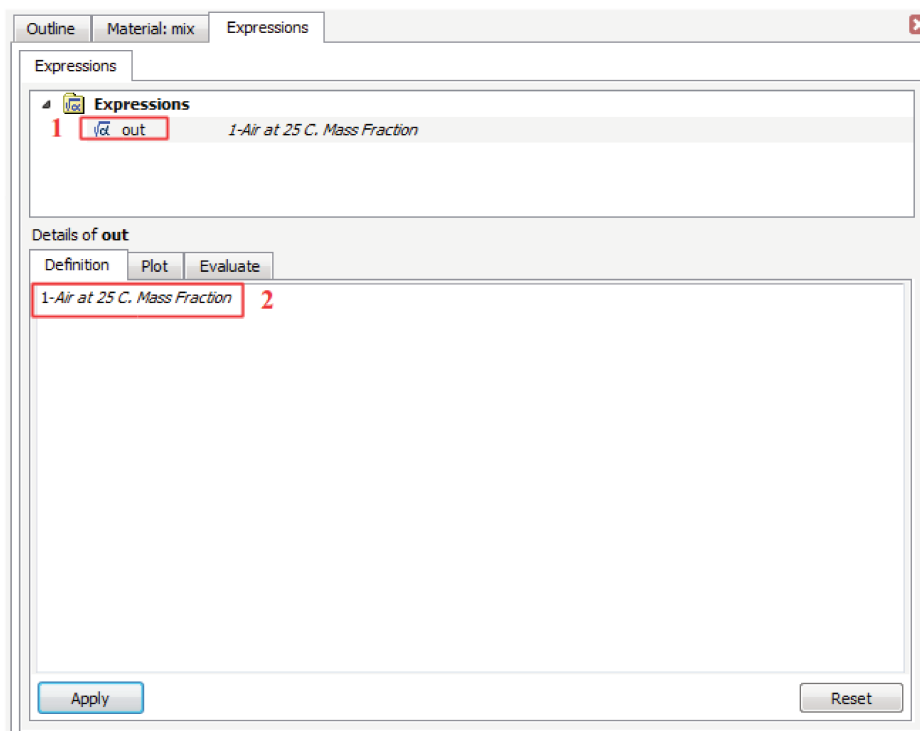 Outline Material: mix Expressions
Expressions
Expressions
1 out 1-Air at 25 C. Mass Fraction
Details of out
Definition Plot Evaluate
1-Air at 25 C. Mass Fraction 2
Apply Reset